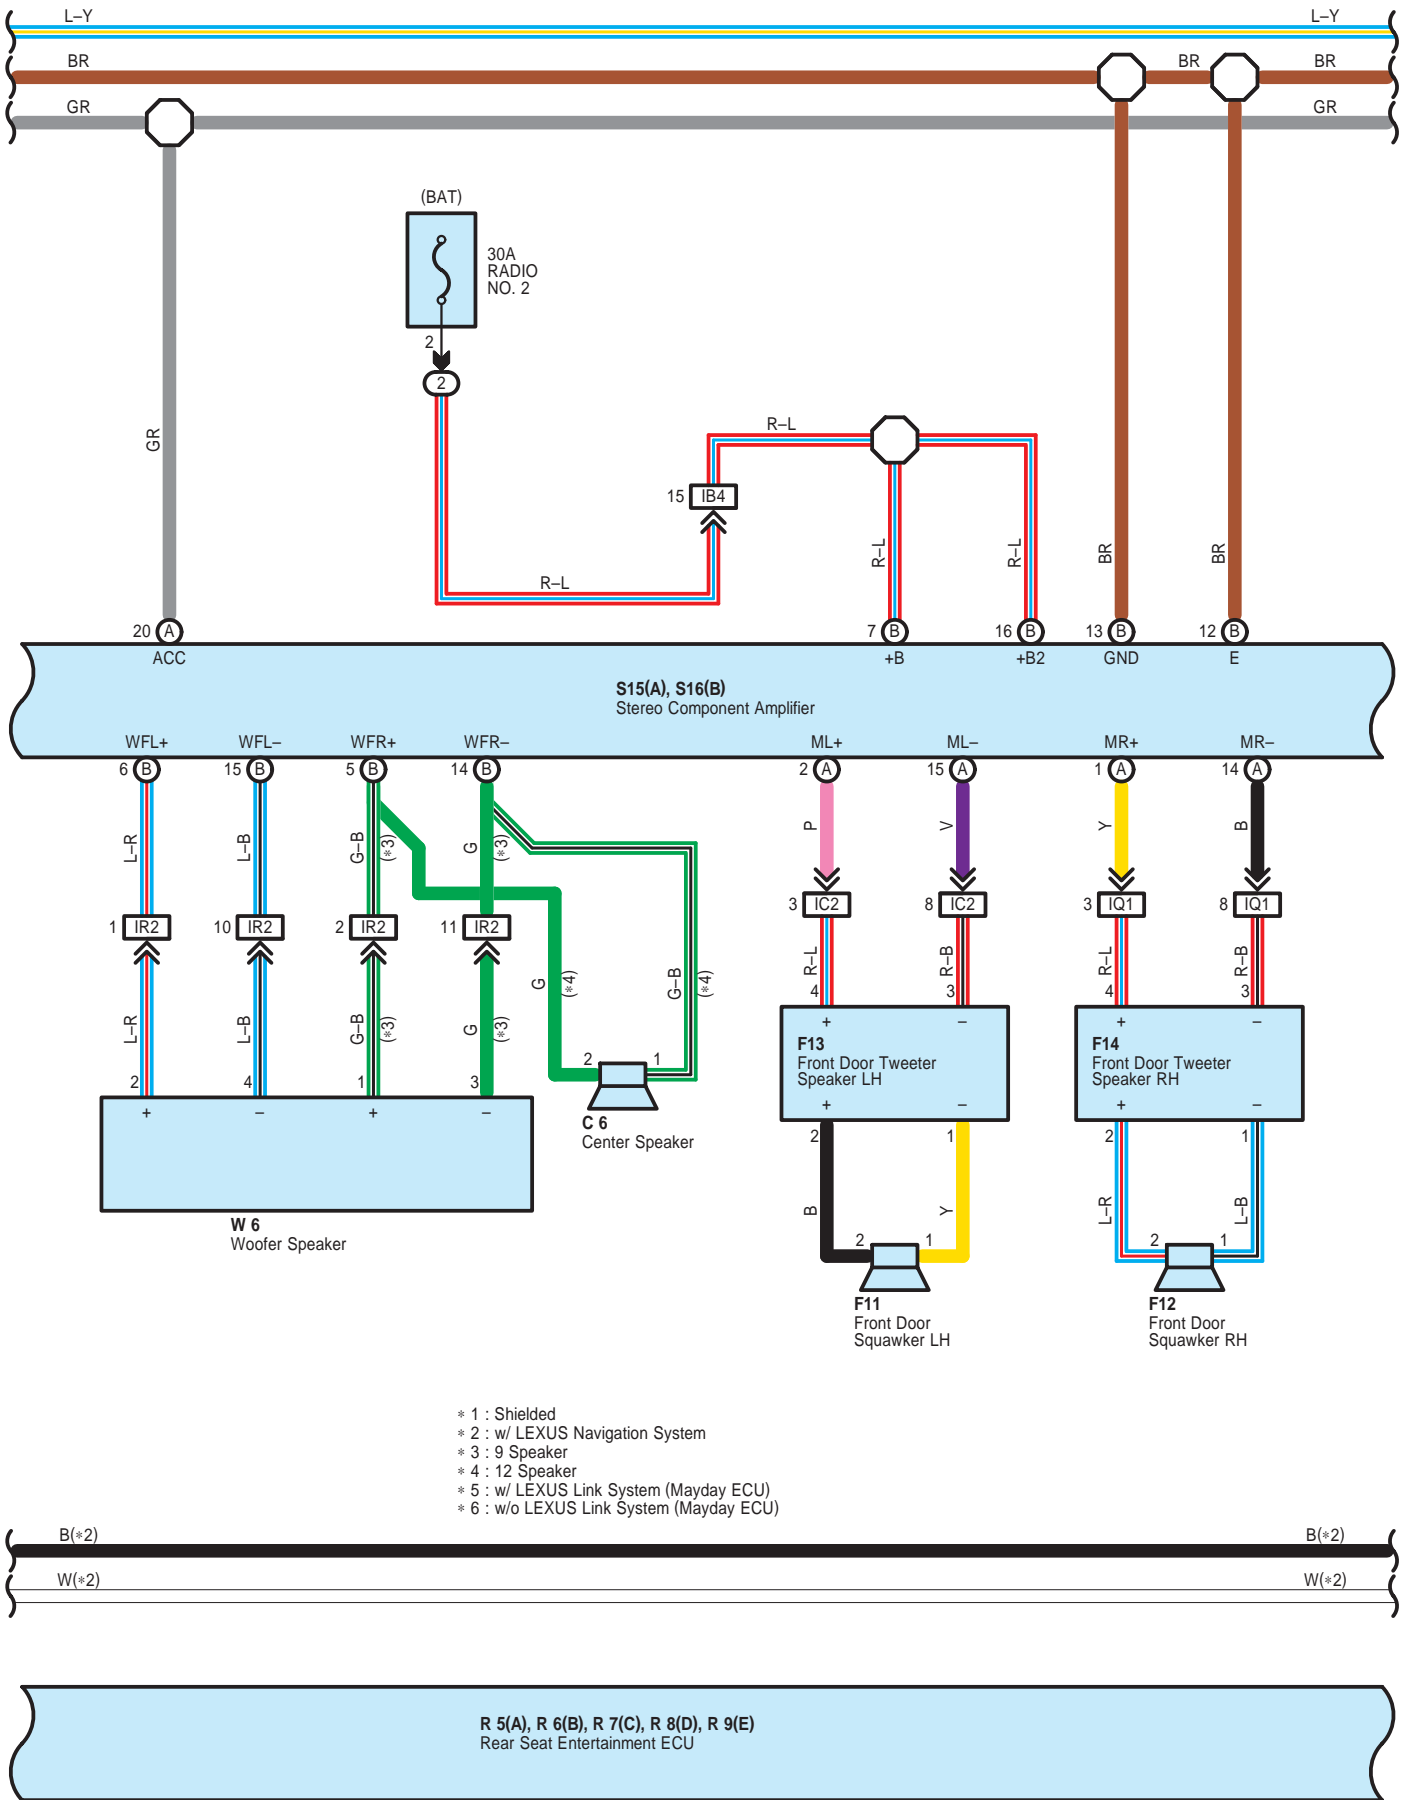 L–Y L–Y
BR BR BR
GR GR
(BAT)
30A
RADIO
NO. 2
2
2
GR
R–L
15 IB4
R–L
R–L
R–L
BR
BR
20 A 7 B 16 B 13 B 12 B
ACC +B +B2 GND E
S15(A), S16(B)
Stereo Component Amplifier
WFL+ WFL– WFR+ WFR– ML+ ML– MR+ MR–
6 B 15 B 5 B 14 B 2 A 15 A 1 A 14 A
L–R L–B G–B (∗3) G (∗3) P V Y B
1 IR2 10 IR2 2 IR2 11 IR2 3 IC2 8 IC2 3 IQ1 8 IQ1
G (∗4) G–B (∗4) R–L R–B R–L R–B
4 3 4 3
L–R L–B G–B (∗3) G (∗3)
+ – + –
F13
Front Door Tweeter
Speaker LH
F14
Front Door Tweeter
Speaker RH
2 4 1 3 2 1
+ – + –
+ – + –
C 6
Center Speaker
2 1 2 1
W 6
Woofer Speaker
B Y L–R L–B
2 1 2 1
F11
Front Door
Squawker LH
F12
Front Door
Squawker RH
∗ 1 : Shielded
∗ 2 : w/ LEXUS Navigation System
∗ 3 : 9 Speaker
∗ 4 : 12 Speaker
∗ 5 : w/ LEXUS Link System (Mayday ECU)
∗ 6 : w/o LEXUS Link System (Mayday ECU)
B(∗2) B(∗2)
W(∗2) W(∗2)
R 5(A), R 6(B), R 7(C), R 8(D), R 9(E)
Rear Seat Entertainment ECU